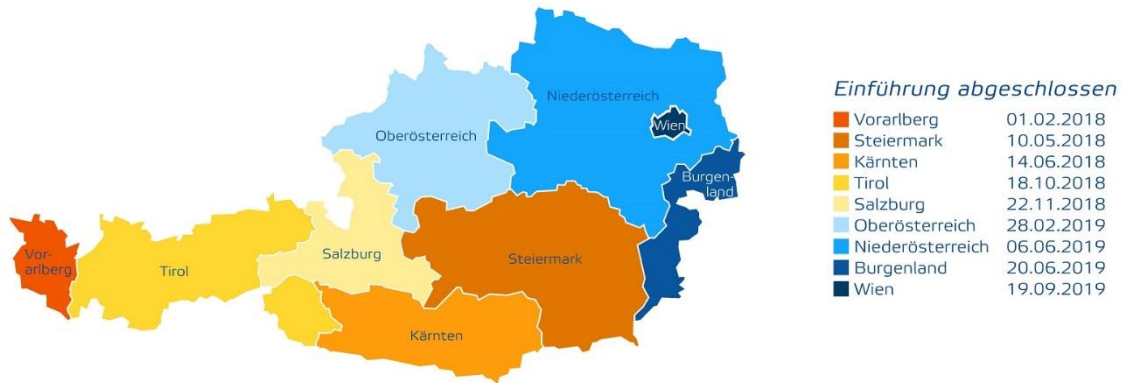 Niederösterreich
Wien
Oberösterreich
Burgen-
land
Vor-
arlberg
Tirol
Salzburg
Steiermark
Kärnten
Einführung abgeschlossen
Vorarlberg 01.02.2018
Steiermark 10.05.2018
Kärnten 14.06.2018
Tirol 18.10.2018
Salzburg 22.11.2018
Oberösterreich 28.02.2019
Niederösterreich 06.06.2019
Burgenland 20.06.2019
Wien 19.09.2019